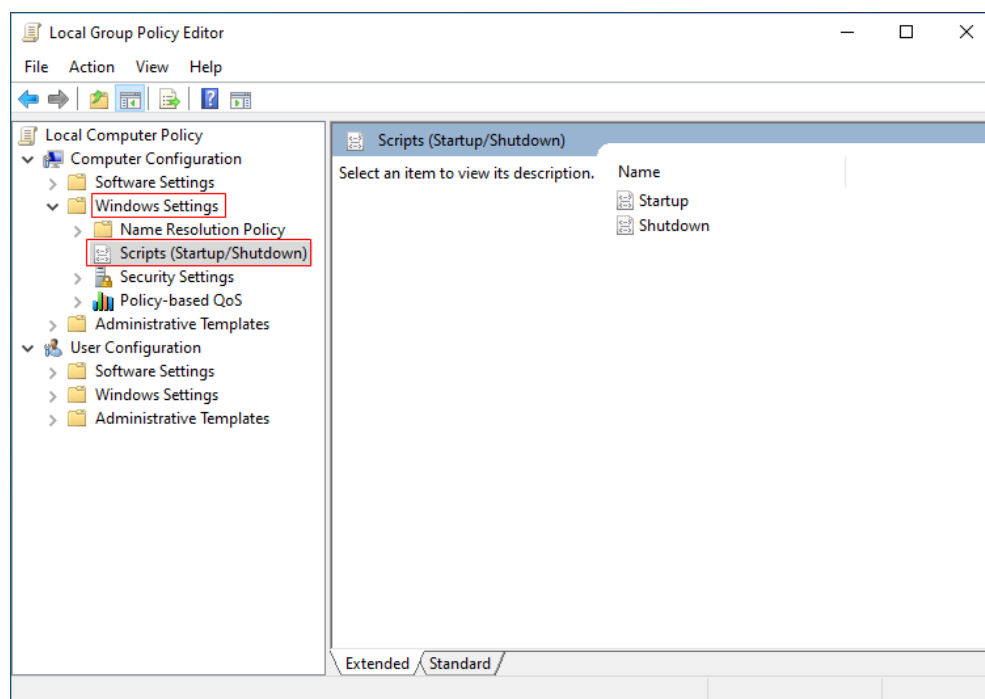 Local Group Policy Editor
File Action View Help
Local Computer Policy
Computer Configuration
Software Settings
Windows Settings
Name Resolution Policy
Scripts (Startup/Shutdown)
Security Settings
Policy-based QoS
Administrative Templates
User Configuration
Software Settings
Windows Settings
Administrative Templates
Scripts (Startup/Shutdown)
Select an item to view its description.
Name
Startup
Shutdown
Extended Standard